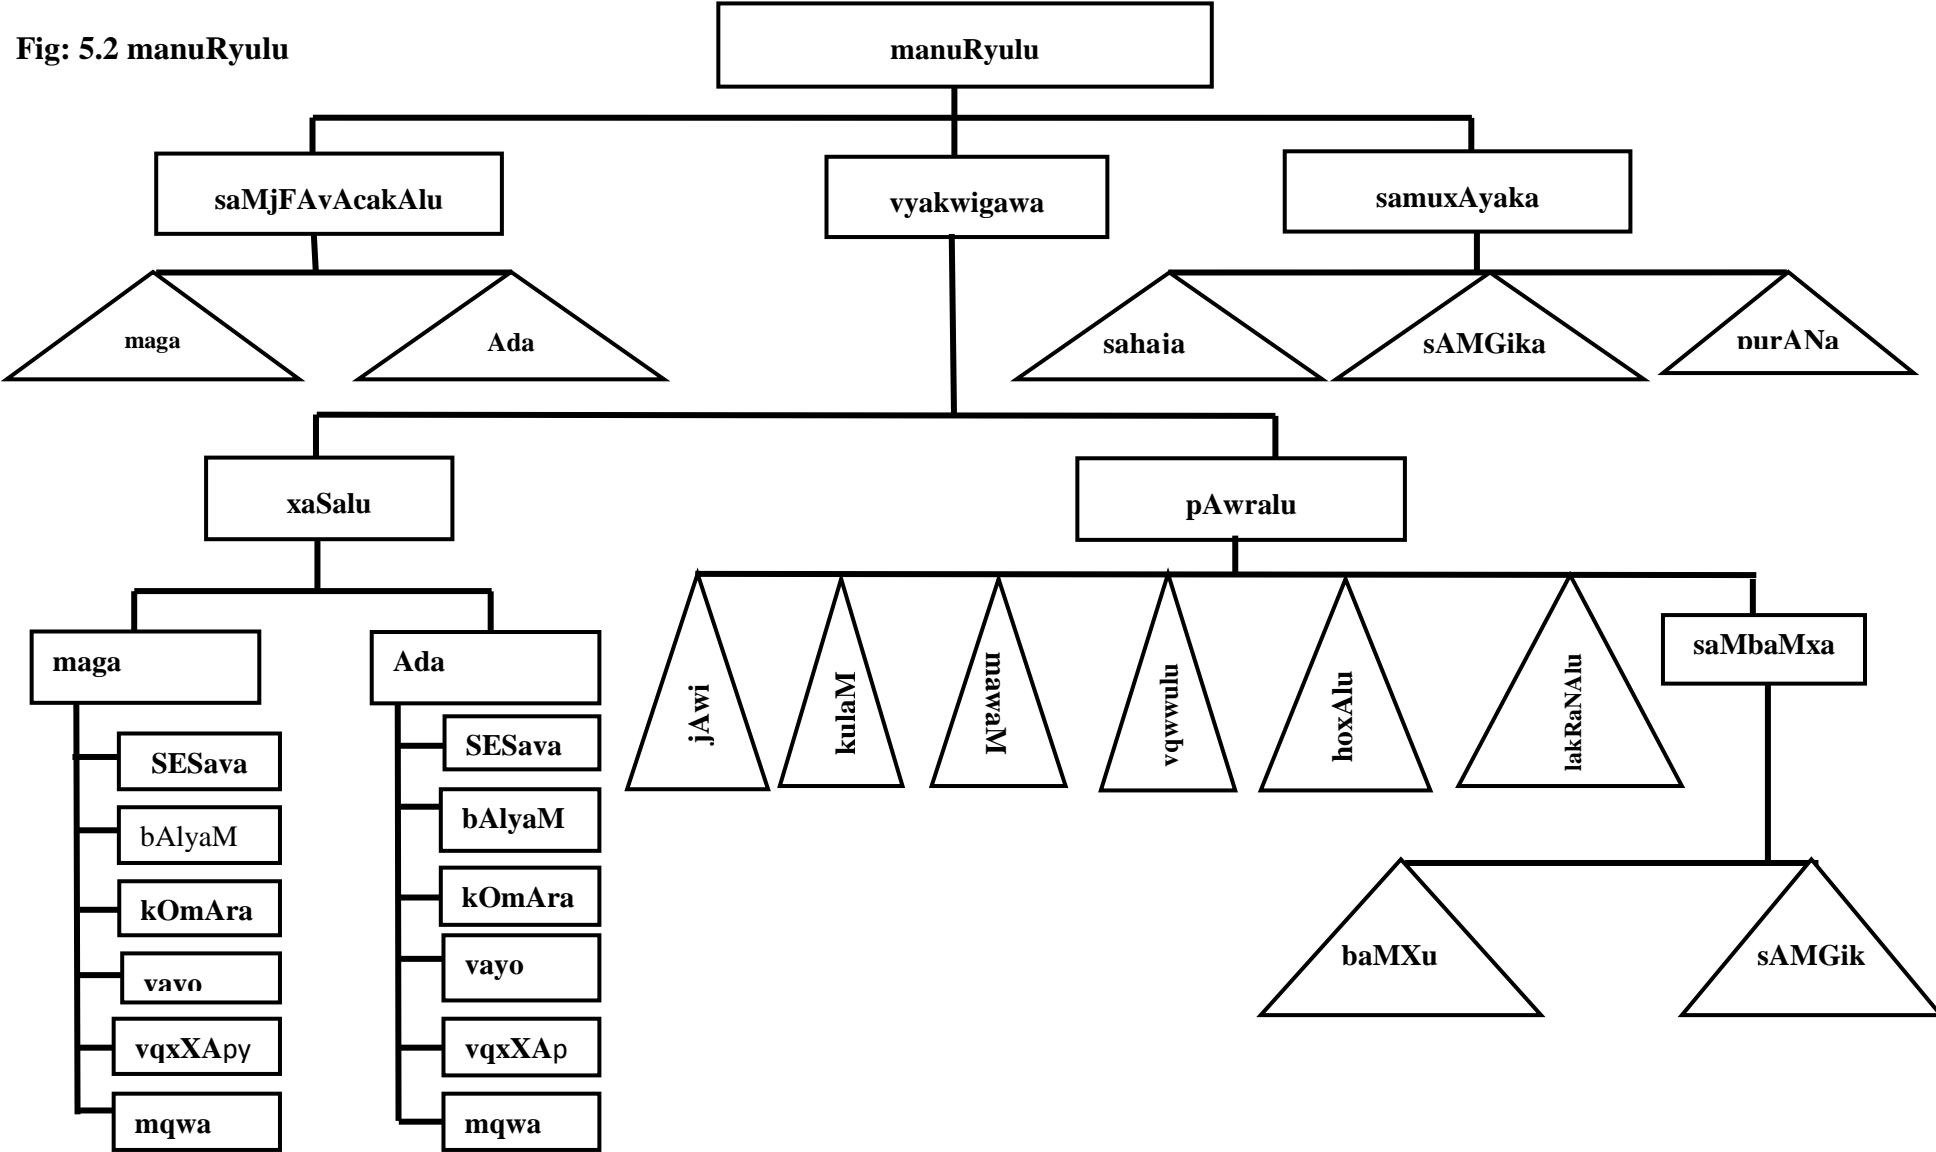 Fig: 5.2 manuRyulu
manuRyulu
saMjFAvAcakAlu
vyakwigawa
samuxAyaka
maga
Ada
sahaja
sAMGika
purANa
xaSalu
pAwralu
maga
Ada
jAwi
kulaM
mawaM
vqwwulu
hoxAlu
lakRaNAlu
saMbaMxa
SESava
bAlyaM
kOmAra
vayo
vqxXApy
mqwa
SESava
bAlyaM
kOmAra
vayo
vqxXAp
mqwa
baMXu
sAMGik